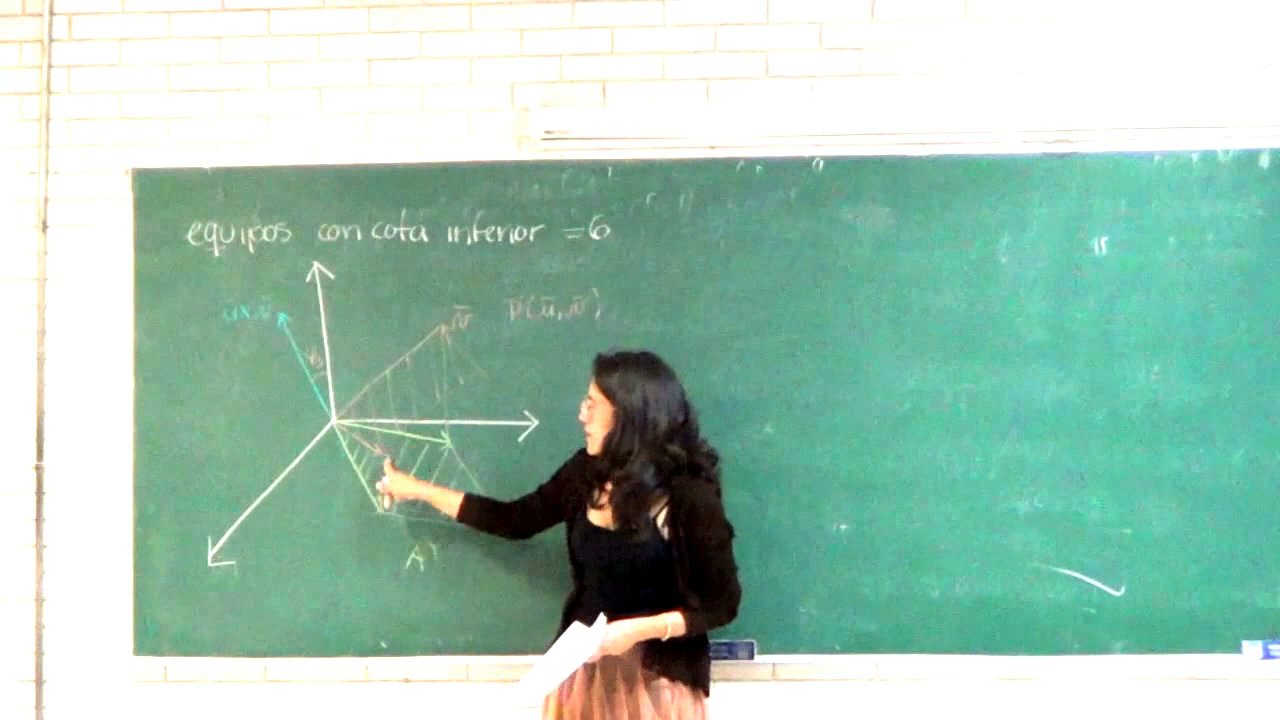 equipos con cota inferior = 6
u×v̄
v̄ P(ū,v̄)
A'